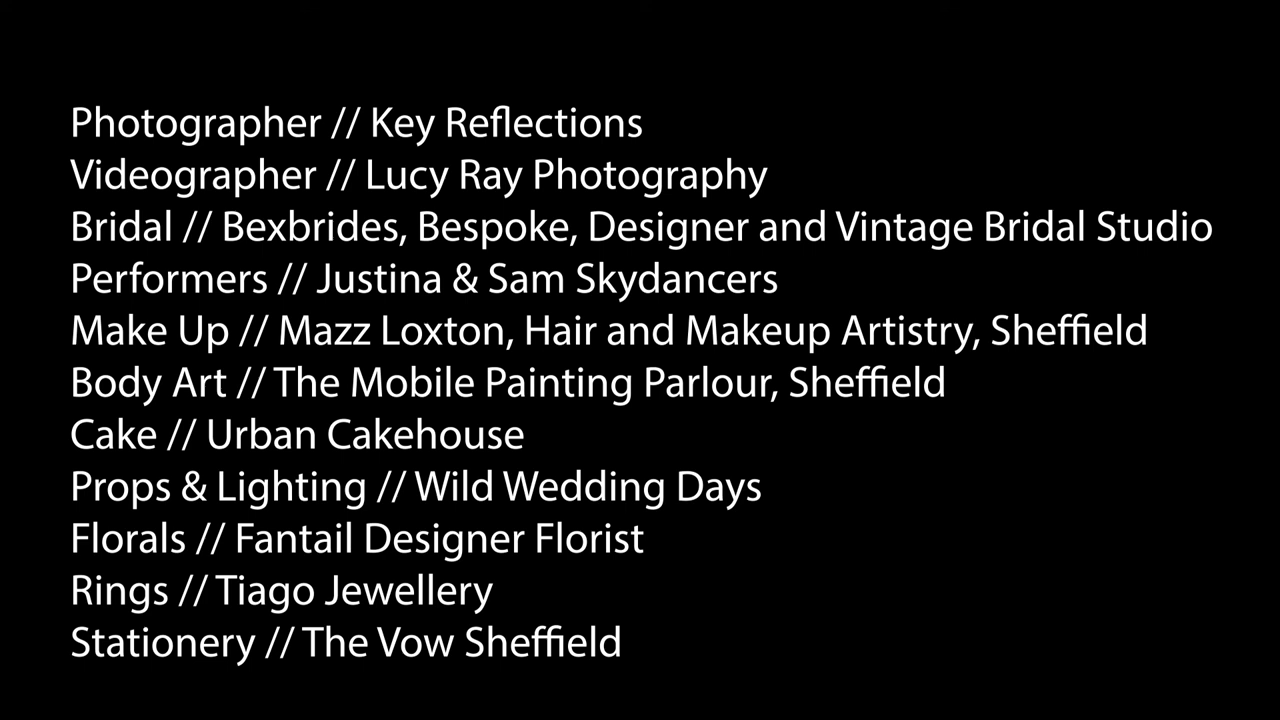 Photographer // Key Reflections
Videographer // Lucy Ray Photography
Bridal // Bexbrides, Bespoke, Designer and Vintage Bridal Studio
Performers // Justina & Sam Skydancers
Make Up // Mazz Loxton, Hair and Makeup Artistry, Sheffield
Body Art // The Mobile Painting Parlour, Sheffield
Cake // Urban Cakehouse
Props & Lighting // Wild Wedding Days
Florals // Fantail Designer Florist
Rings // Tiago Jewellery
Stationery // The Vow Sheffield